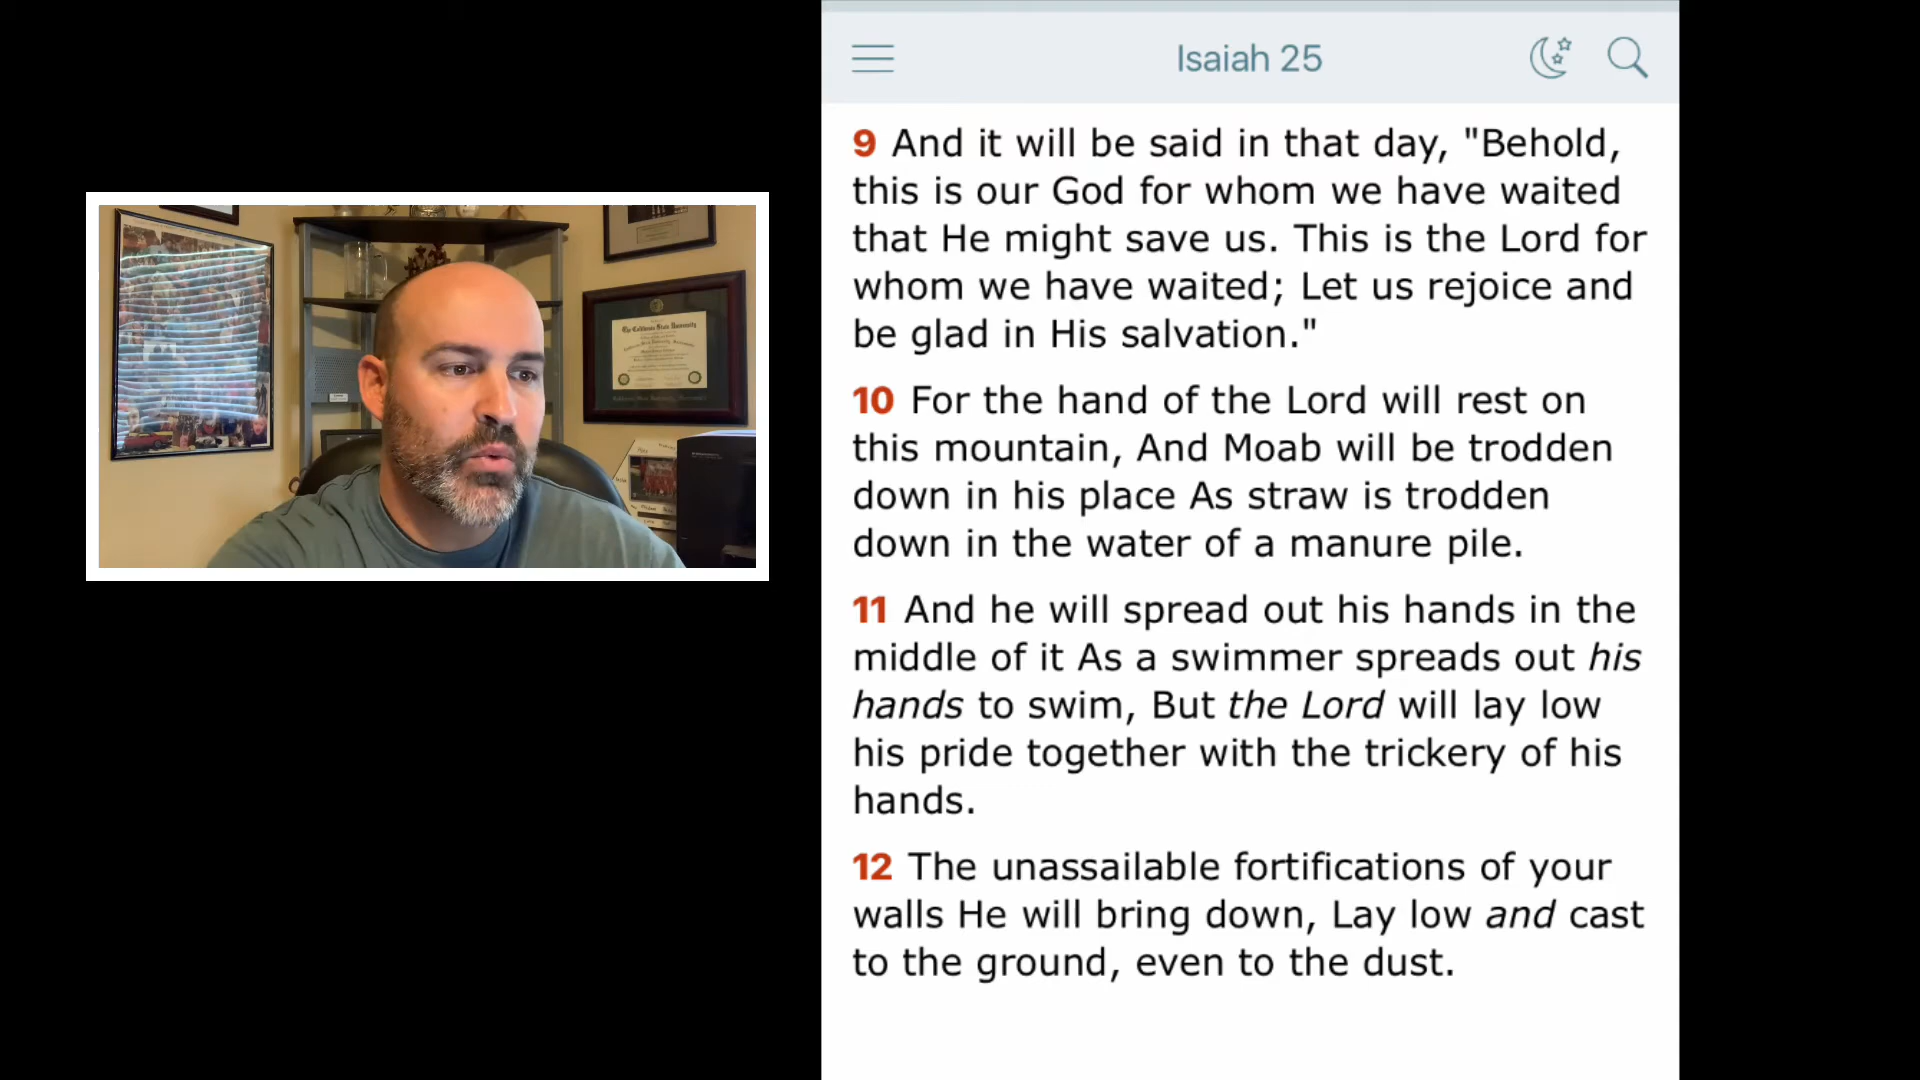 Isaiah 25
9 And it will be said in that day, "Behold,
this is our God for whom we have waited
that He might save us. This is the Lord for
whom we have waited; Let us rejoice and
be glad in His salvation."
10 For the hand of the Lord will rest on
this mountain, And Moab will be trodden
down in his place As straw is trodden
down in the water of a manure pile.
11 And he will spread out his hands in the
middle of it As a swimmer spreads out his
hands to swim, But the Lord will lay low
his pride together with the trickery of his
hands.
12 The unassailable fortifications of your
walls He will bring down, Lay low and cast
to the ground, even to the dust.
The California State University